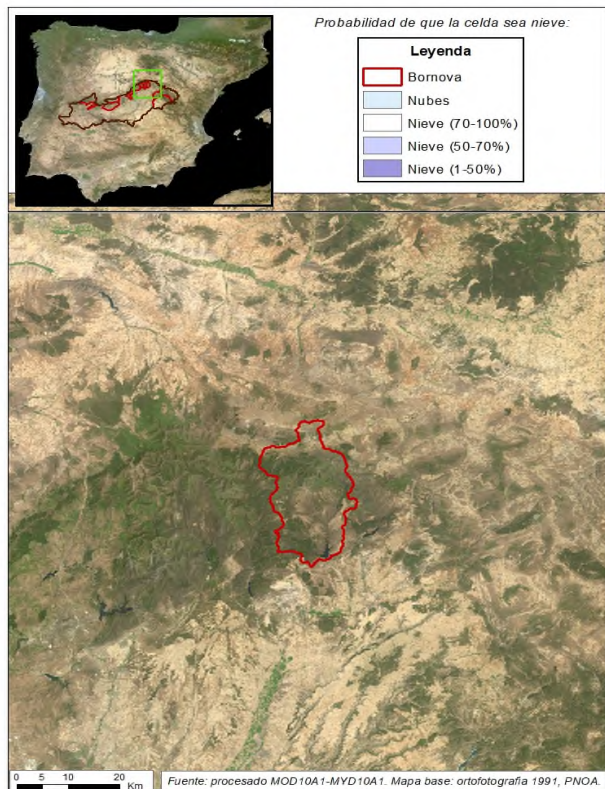 Probabilidad de que la celda sea nieve:
Leyenda
Bornova
Nubes
Nieve (70-100%)
Nieve (50-70%)
Nieve (1-50%)
0 5 10 20
Km
Fuente: procesado MOD10A1-MYD10A1. Mapa base: ortofotografía 1991, PNOA.